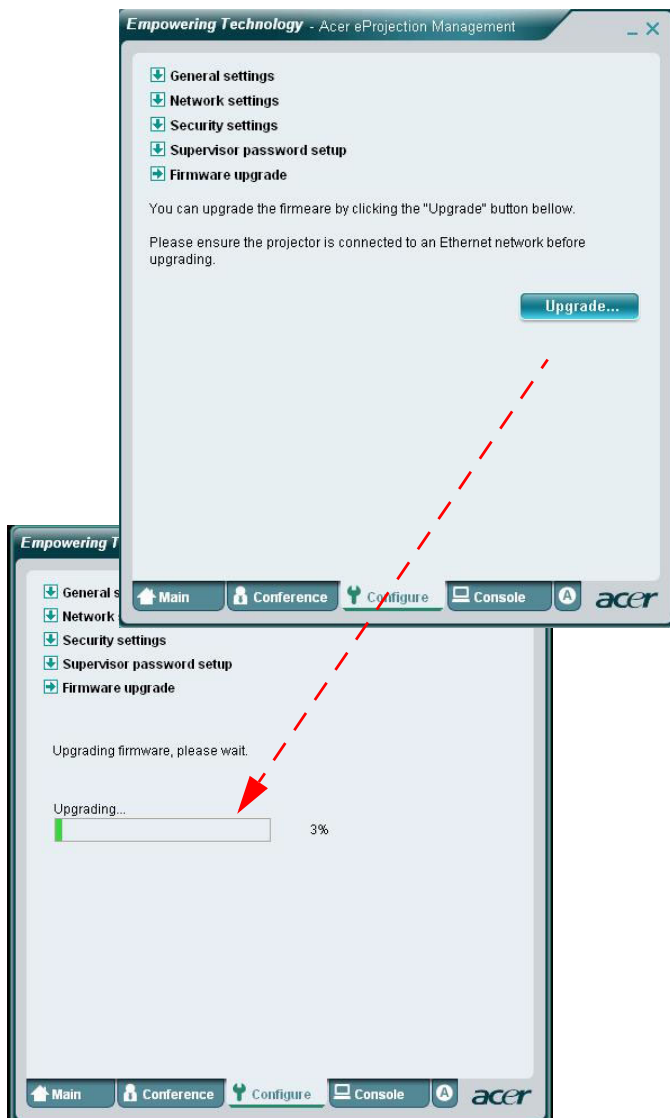 Empowering Technology - Acer eProjection Management
General settings
Network settings
Security settings
Supervisor password setup
Firmware upgrade
You can upgrade the firmeare by clicking the "Upgrade" button bellow.
Please ensure the projector is connected to an Ethernet network before
upgrading.
Upgrade...
Main Conference Configure Console A acer
Empowering T
General s
Network
Security settings
Supervisor password setup
Firmware upgrade
Upgrading firmware, please wait.
Upgrading...
3%
Main Conference Configure Console A acer